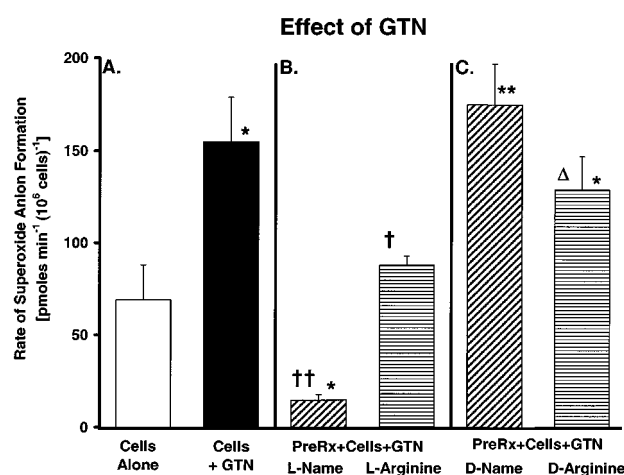 Effect of GTN
Rate of Superoxide Anion Formation
[pmoles min⁻¹ (10⁶ cells)⁻¹]
200
150
100
50
0
A.
B.
C.
*
†† *
†
**
Δ *
Cells
Alone
Cells
+ GTN
PreRx+Cells+GTN
L-Name L-Arginine
PreRx+Cells+GTN
D-Name D-Arginine